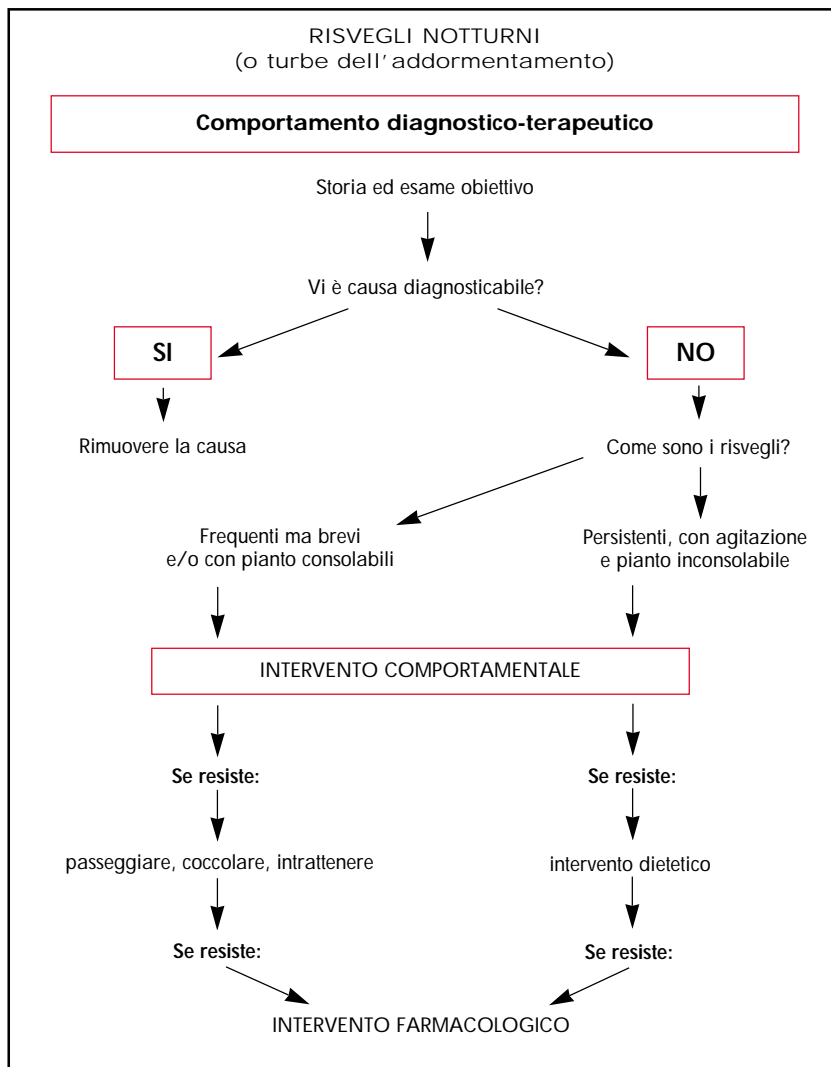 RISVEGLI NOTTURNI
(o turbe dell'addormentamento)
Comportamento diagnostico-terapeutico
Storia ed esame obiettivo
Vi è causa diagnosticabile?
SI
NO
Rimuovere la causa
Come sono i risvegli?
Frequenti ma brevi
e/o con pianto consolabili
Persistenti, con agitazione
e pianto inconsolabile
INTERVENTO COMPORTAMENTALE
Se resiste:
Se resiste:
passeggiare, coccolare, intrattenere
intervento dietetico
Se resiste:
Se resiste:
INTERVENTO FARMACOLOGICO